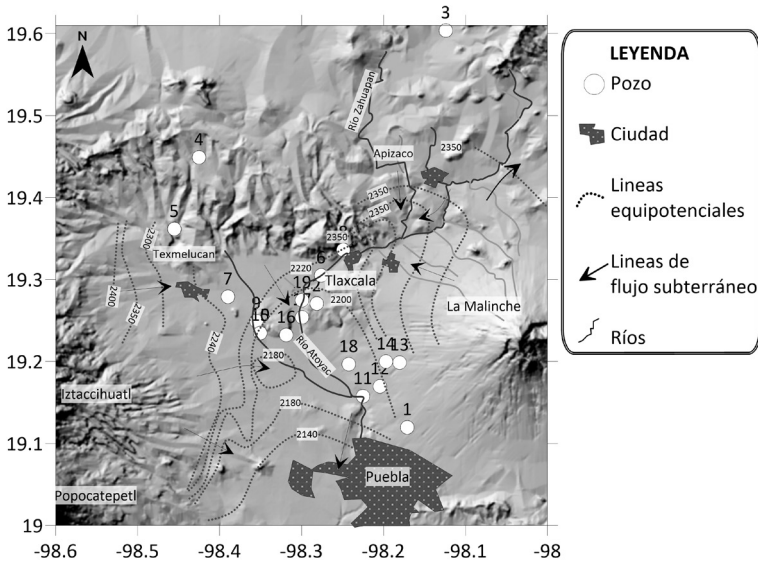 3
19.6
N
LEYENDA
Pozo
19.5
Río Zahuapan
Ciudad
4
Apizaco
2350
19.4
2350
2350
Lineas
equipotenciales
5
2300
Texmelucan
2350
6
2220
19.3
7
Tlaxcala
2400
2350
2200
La Malinche
Lineas de
flujo subterráneo
2240
9
16
Río Atoyac
2180
18
14
13
Ríos
19.2
12
11
Iztaccihuatl
2180
1
19.1
2140
Puebla
Popocatepetl
19
-98.6
-98.5
-98.4
-98.3
-98.2
-98.1
-98